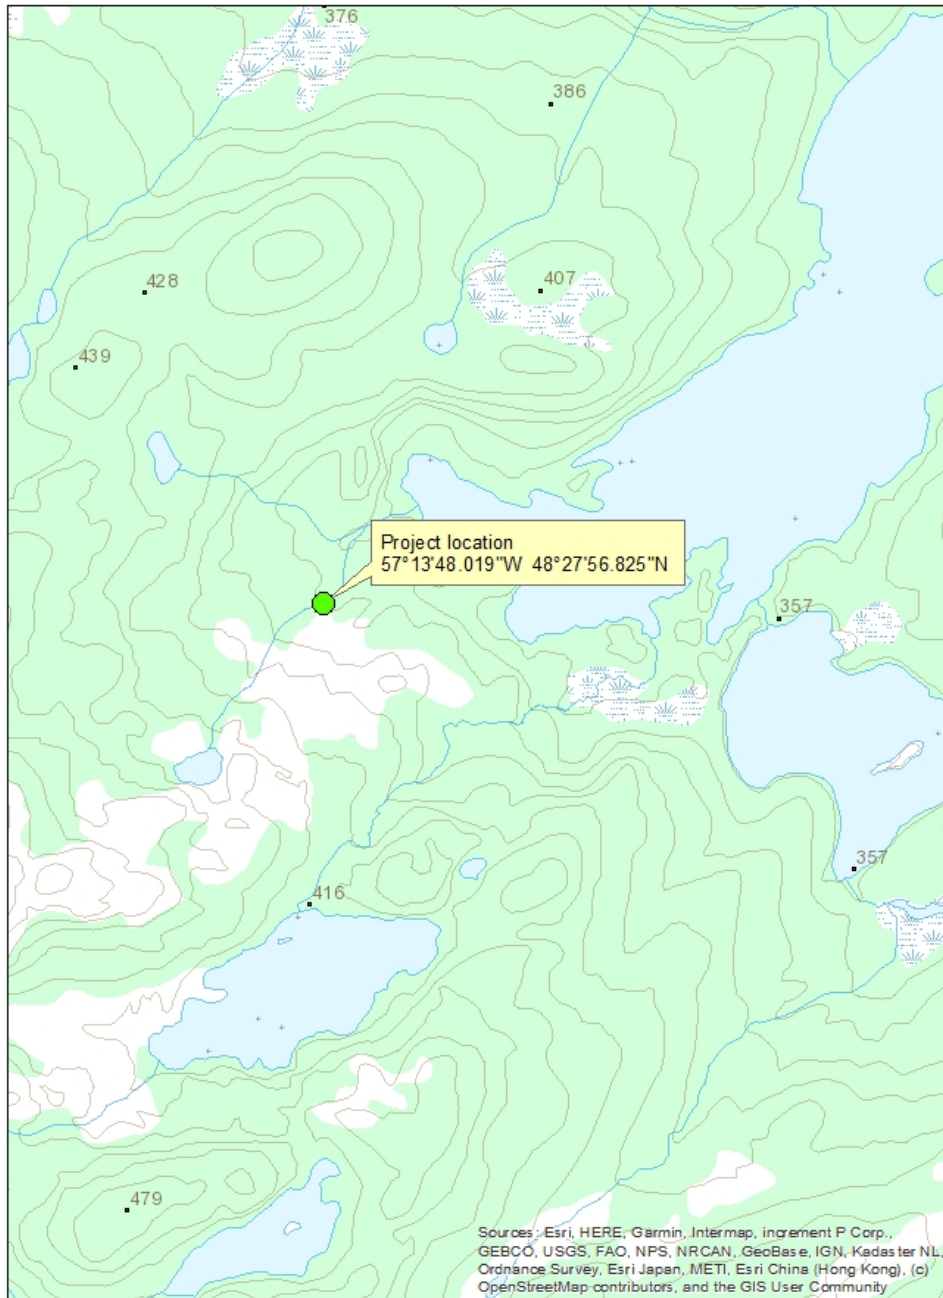 376
386
428
407
439
Project location
57°13'48.019"W 48°27'56.825"N
357
357
416
479
Sources: Esri, HERE, Garmin, Intermap, increment P Corp.,
GEBCO, USGS, FAO, NPS, NRCAN, GeoBase, IGN, Kadaster NL,
Ordnance Survey, Esri Japan, METI, Esri China (Hong Kong), (c)
OpenStreetMap contributors, and the GIS User Community